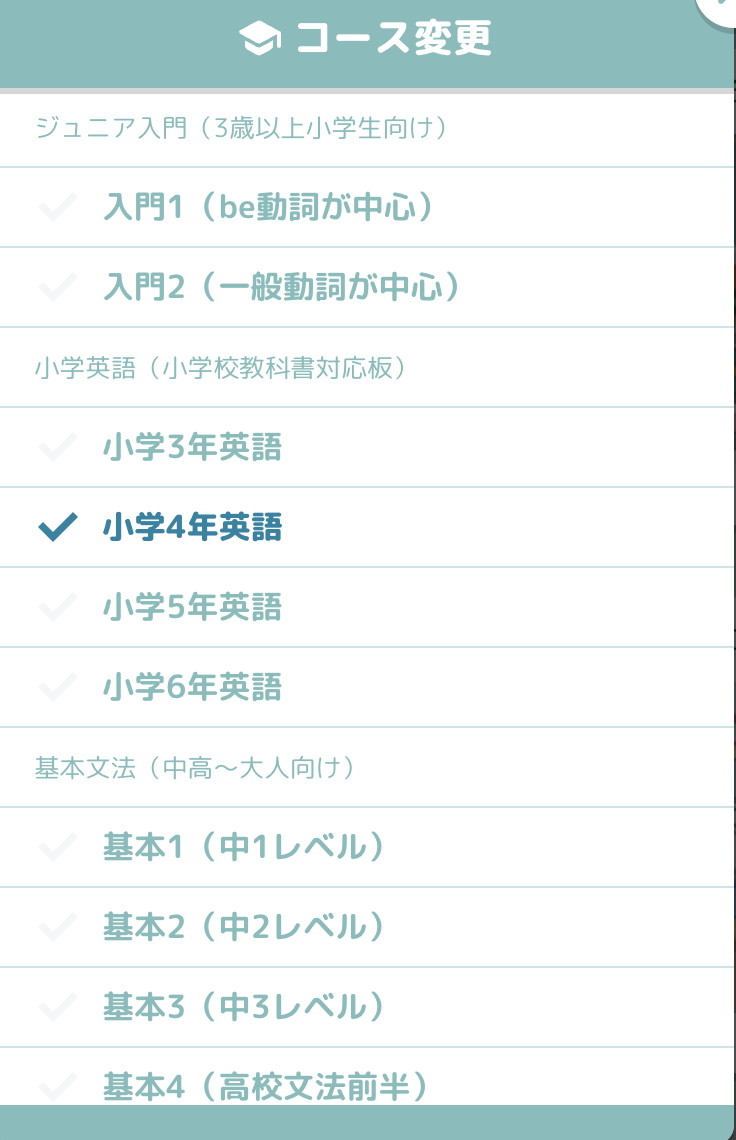 コース変更
ジュニア入門（3歳以上小学生向け）
入門1（be動詞が中心）
入門2（一般動詞が中心）
小学英語（小学校教科書対応板）
小学3年英語
小学4年英語
小学5年英語
小学6年英語
基本文法（中高〜大人向け）
基本1（中1レベル）
基本2（中2レベル）
基本3（中3レベル）
基本4（高校文法前半）